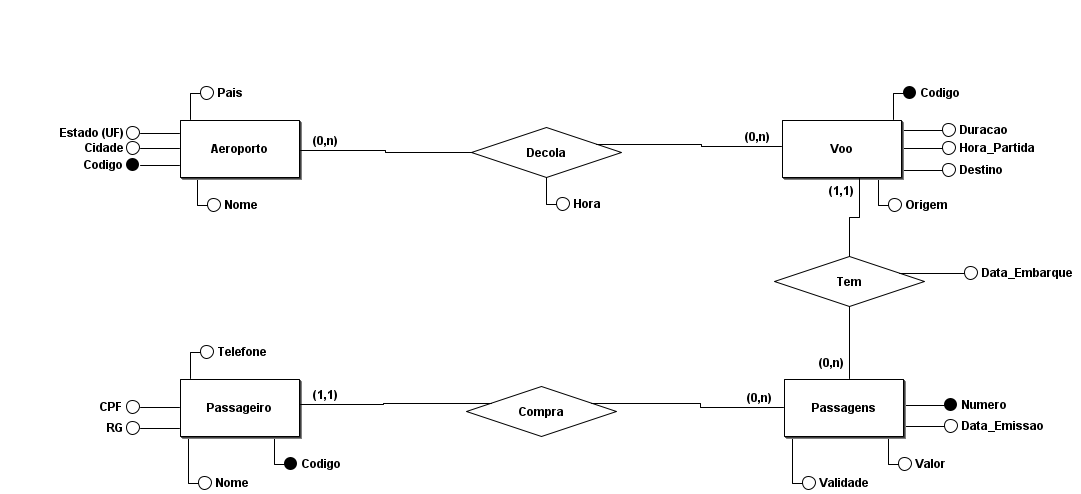 Pais
Codigo
Estado (UF)
Cidade
Codigo
Aeroporto
(0,n)
Decola
(0,n)
Voo
Duracao
Hora_Partida
Destino
Nome
Hora
(1,1)
Origem
Tem
Data_Embarque
Telefone
(0,n)
CPF
RG
Passageiro
(1,1)
Compra
(0,n)
Passagens
Numero
Data_Emissao
Codigo
Valor
Nome
Validade